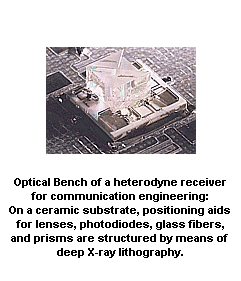 Optical Bench of a heterodyne receiver
for communication engineering:
On a ceramic substrate, positioning aids
for lenses, photodiodes, glass fibers,
and prisms are structured by means of
deep X-ray lithography.